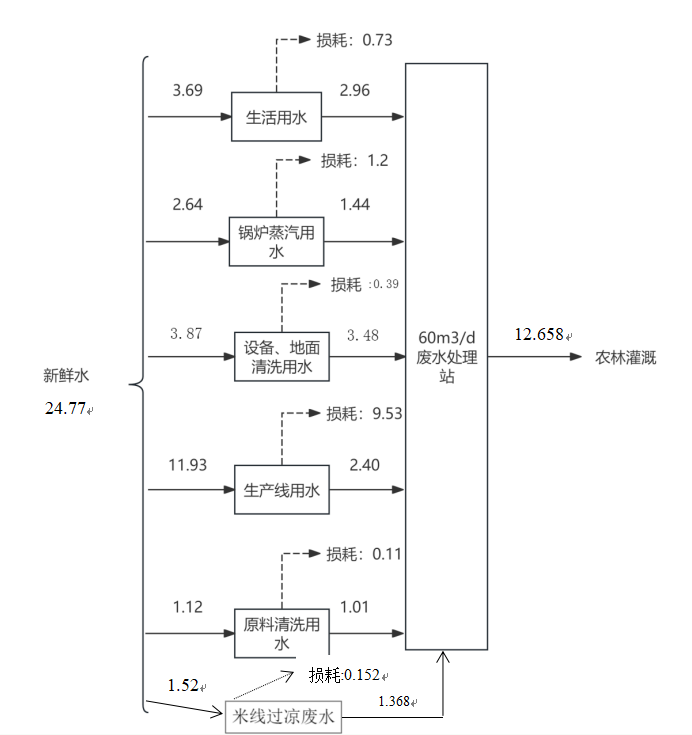 损耗：0.73
3.69
2.96
生活用水
损耗：1.2
2.64
1.44
锅炉蒸汽用
水
损耗 :0.39
3.87
3.48
设备、地面
清洗用水
60m3/d
废水处理
站
12.658
农林灌溉
新鲜水
24.77
损耗：9.53
11.93
2.40
生产线用水
损耗：0.11
1.12
1.01
原料清洗用
水
1.52
损耗:0.152
1.368
米线过凉废水